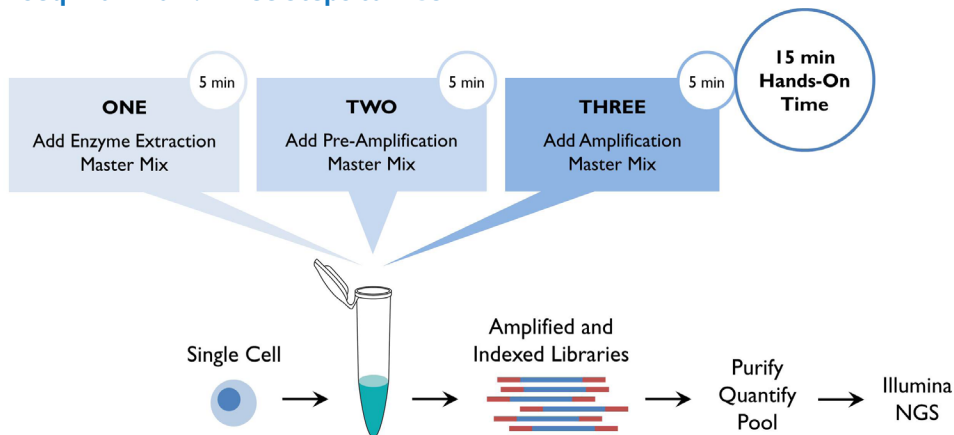 15 min
Hands-On
Time
5 min
5 min
5 min
ONE
Add Enzyme Extraction
Master Mix
TWO
Add Pre-Amplification
Master Mix
THREE
Add Amplification
Master Mix
Single Cell
Amplified and
Indexed Libraries
Purify
Quantify
Pool
Illumina
NGS